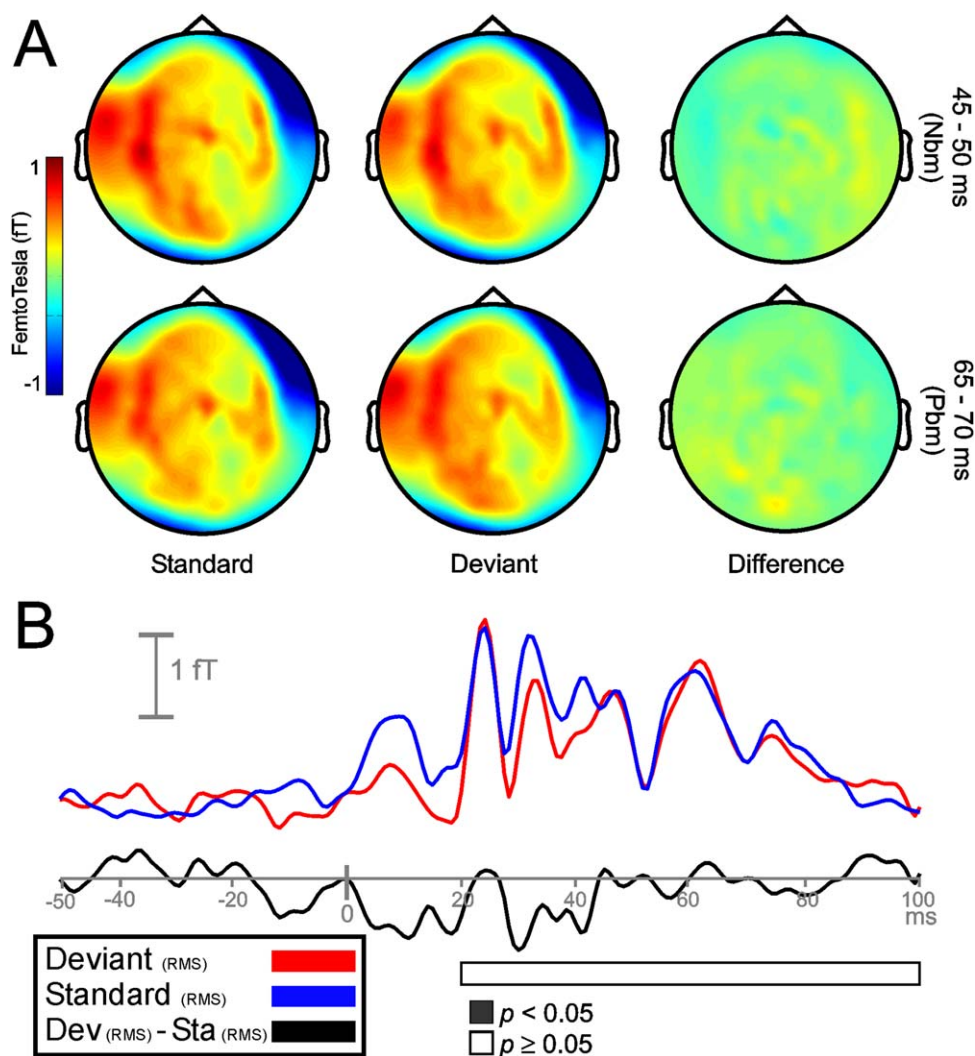 A
1
FemtoTesla (fT)
-1
45 - 50 ms
(Nbm)
65 - 70 ms
(Pbm)
Standard Deviant Difference
B
1 fT
-50 -40 -20 0 20 40 60 80 100
ms
Deviant (RMS)
Standard (RMS)
Dev (RMS) - Sta (RMS)
p < 0.05
p ≥ 0.05